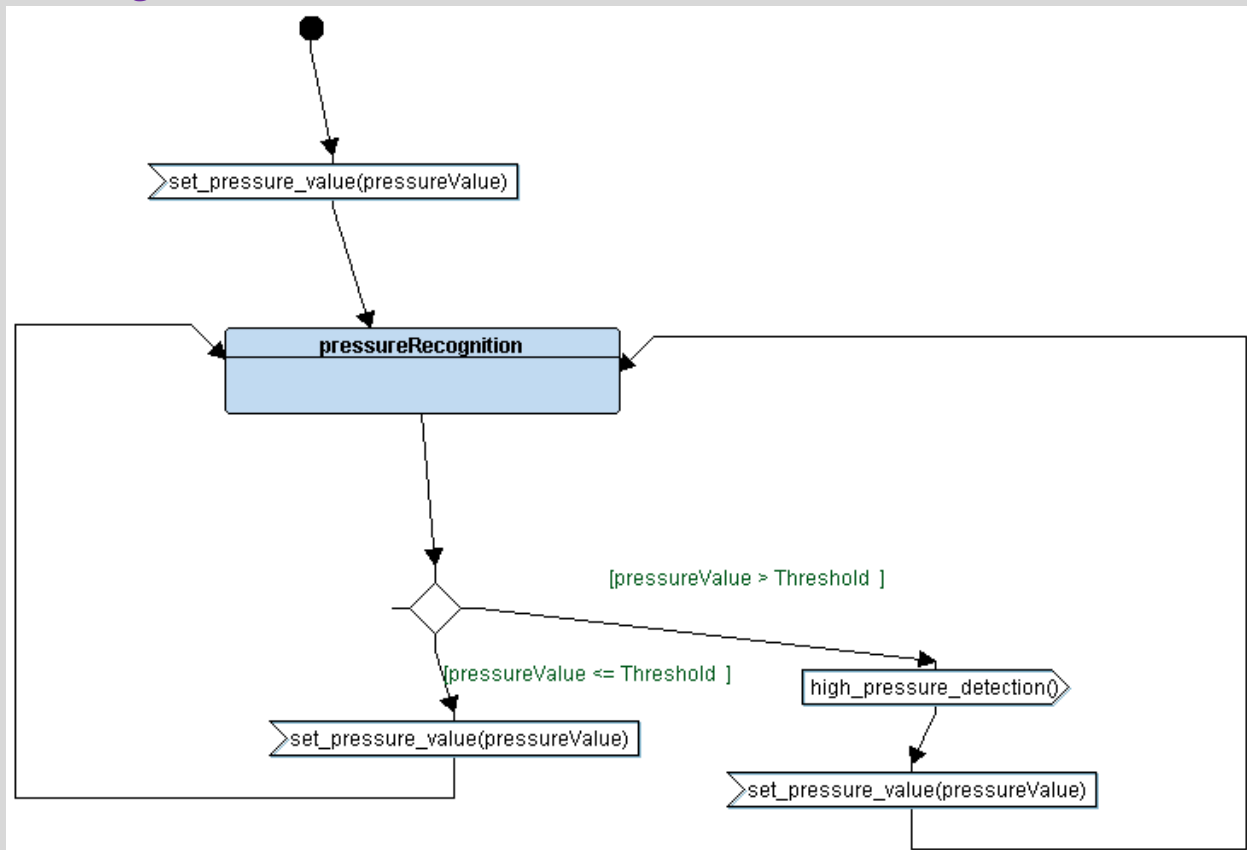 set_pressure_value(pressureValue)
pressureRecognition
[pressureValue > Threshold ]
[pressureValue <= Threshold ]
high_pressure_detection()
set_pressure_value(pressureValue)
set_pressure_value(pressureValue)